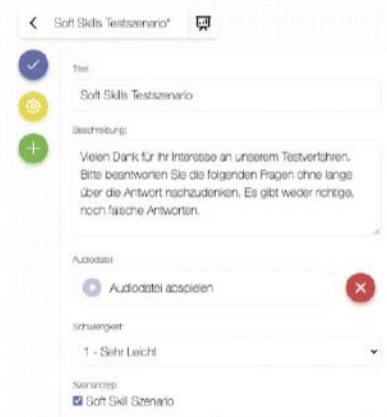 Soft Skills Testszenario*
Titel:
Soft Skills Testszenario
Beschreibung:
Vielen Dank für Ihr Interesse an unserem Testverfahren.
Bitte beantworten Sie die folgenden Fragen ohne lange
über die Antwort nachzudenken. Es gibt weder richtige,
noch falsche Antworten.
Audiodatei:
Audiodatei abspielen
Schwierigkeit:
1 - Sehr Leicht
Szenariotyp:
Soft Skill Szenario